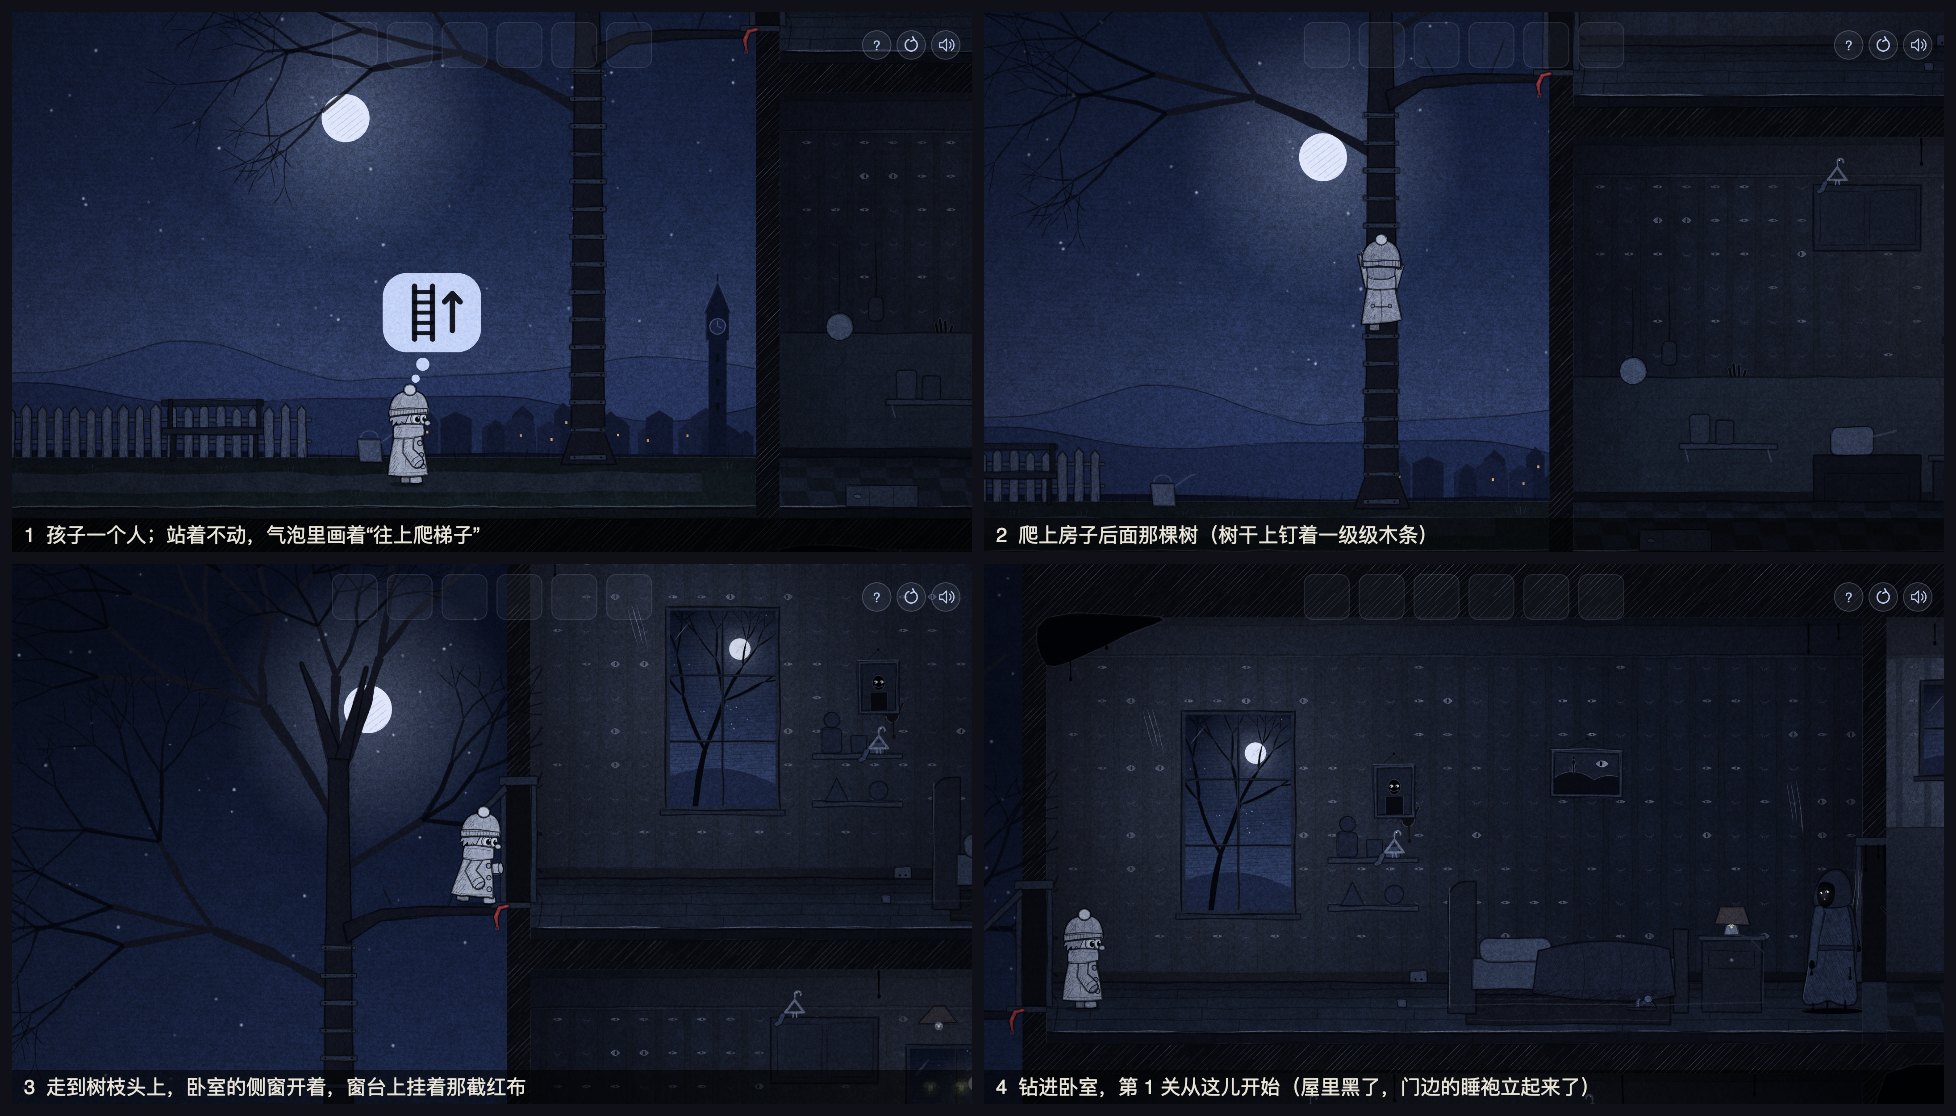 ?
?
1 孩子一个人；站着不动，气泡里画着“往上爬梯子”
2 爬上房子后面那棵树（树干上钉着一级级木条）
?
?
3 走到树枝头上，卧室的侧窗开着，窗台上挂着那截红布
4 钻进卧室，第 1 关从这儿开始（屋里黑了，门边的睡袍立起来了）